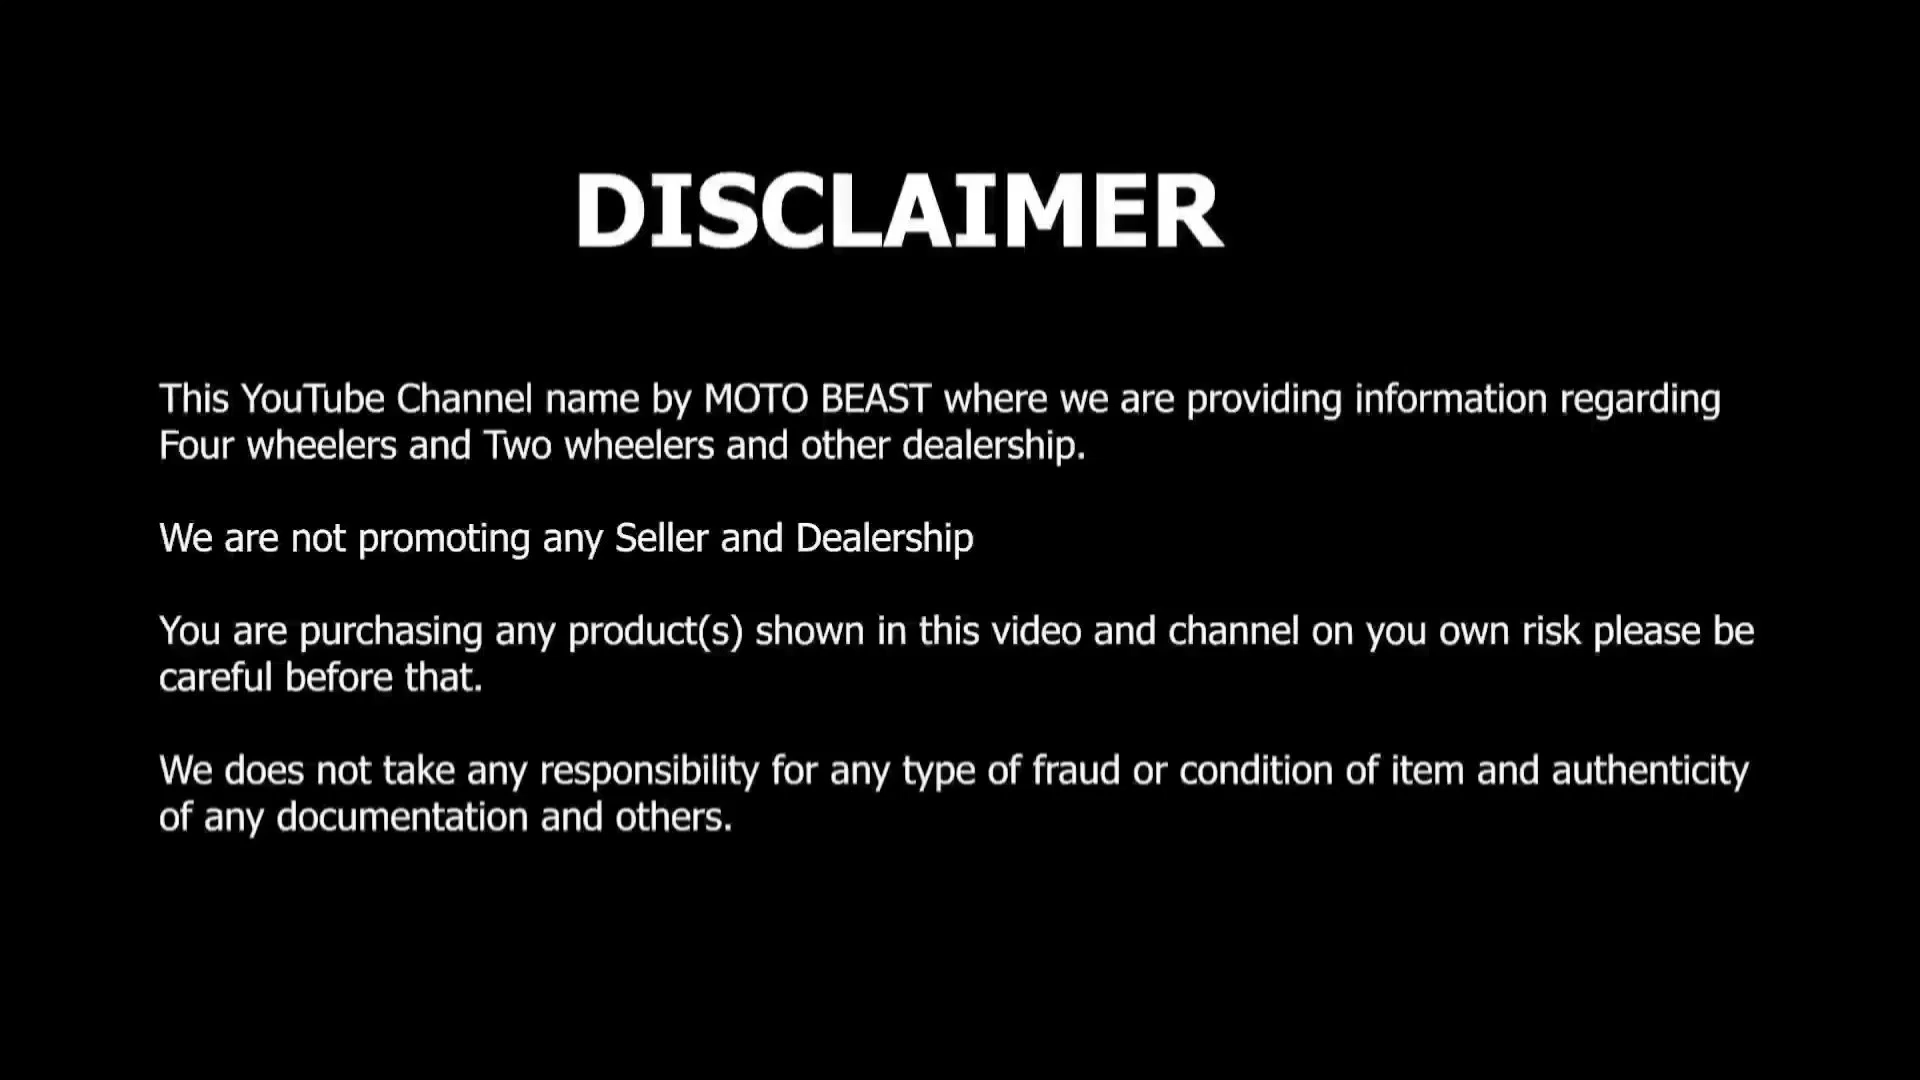 DISCLAIMER
This YouTube Channel name by MOTO BEAST where we are providing information regarding
Four wheelers and Two wheelers and other dealership.
We are not promoting any Seller and Dealership
You are purchasing any product(s) shown in this video and channel on you own risk please be
careful before that.
We does not take any responsibility for any type of fraud or condition of item and authenticity
of any documentation and others.